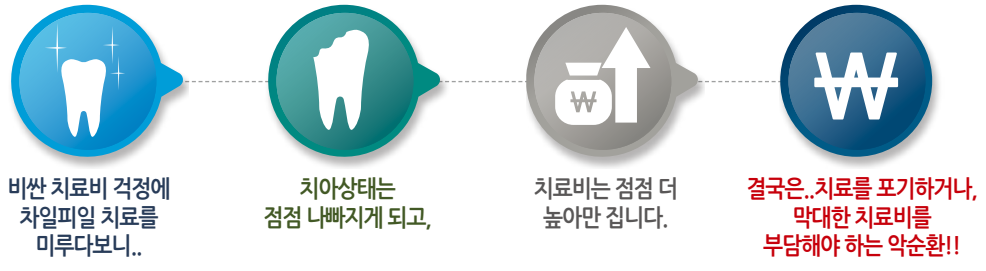 비싼 치료비 걱정에
차일피일 치료를
미루다보니..
치아상태는
점점 나빠지게 되고,
₩
치료비는 점점 더
높아만 집니다.
₩
결국은..치료를 포기하거나,
막대한 치료비를
부담해야 하는 악순환!!